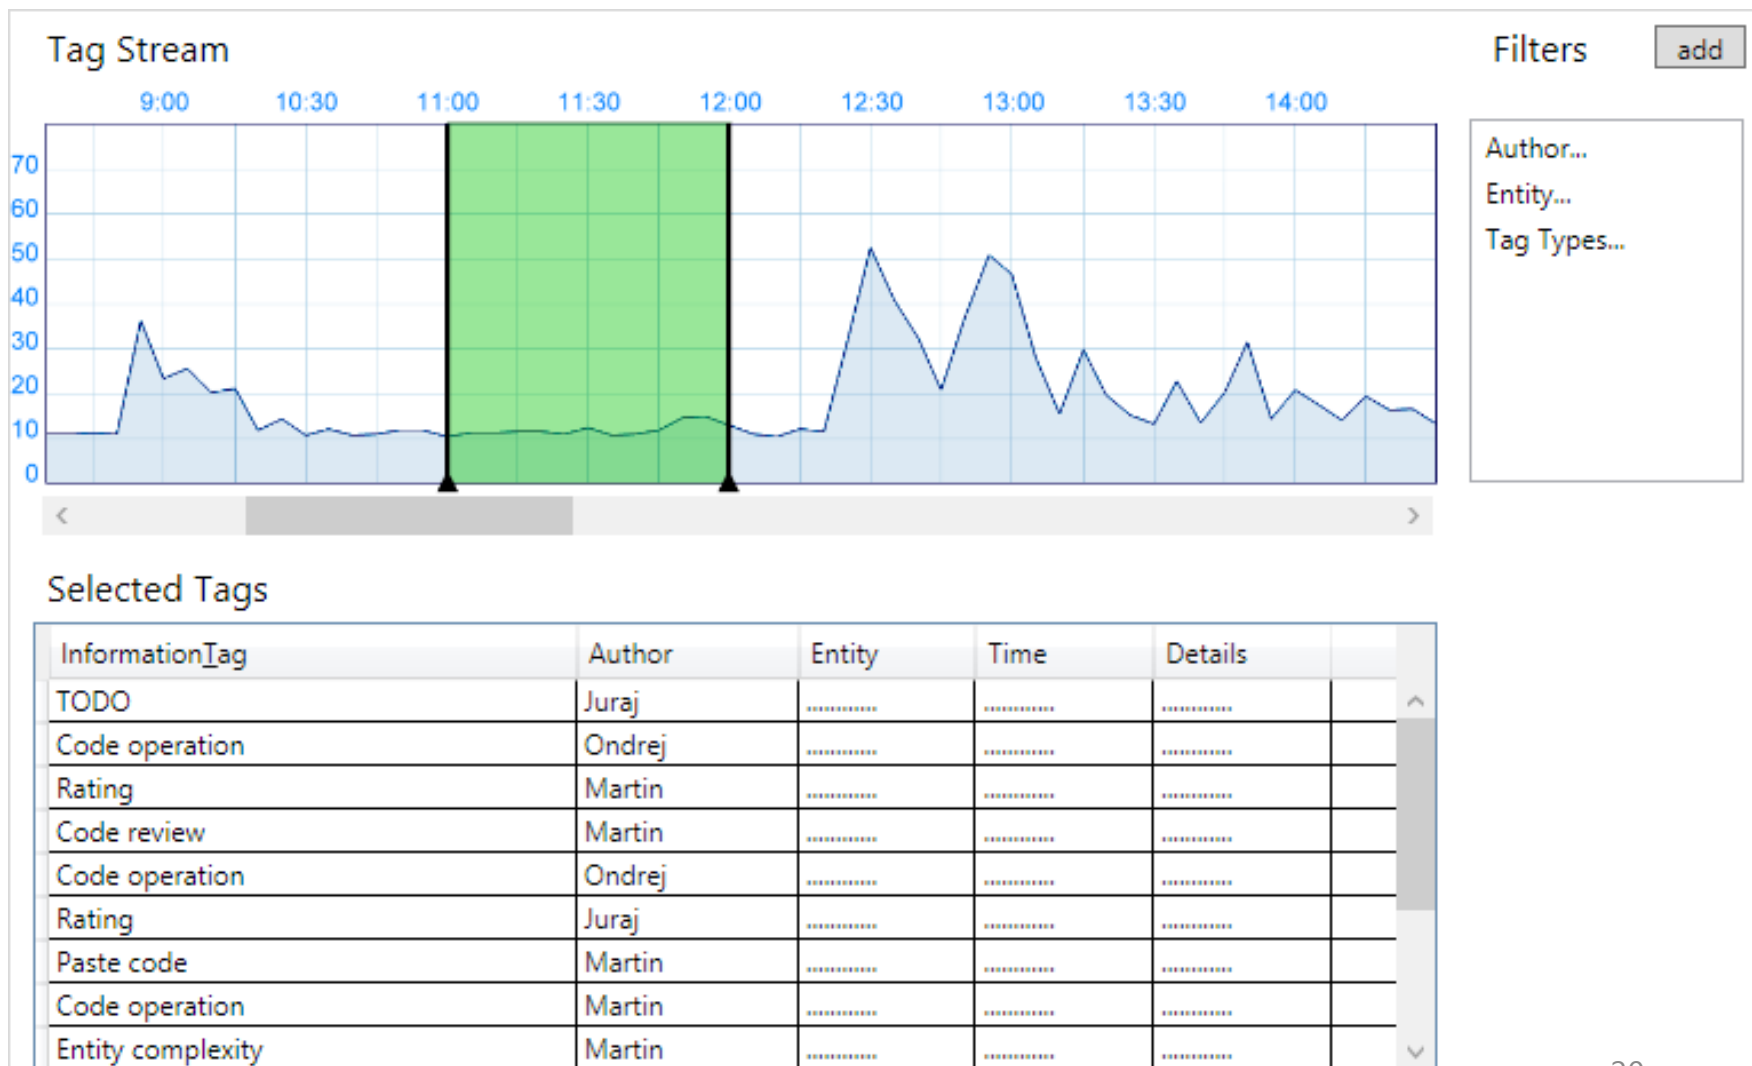 Tag Stream Filters add
9:00 10:30 11:00 11:30 12:00 12:30 13:00 13:30 14:00
70
60
50
40
30
20
10
0
Author...
Entity...
Tag Types...
Selected Tags
InformationTag Author Entity Time Details
TODO Juraj ............. ............. .............
Code operation Ondrej ............. ............. .............
Rating Martin ............. ............. .............
Code review Martin ............. ............. .............
Code operation Ondrej ............. ............. .............
Rating Juraj ............. ............. .............
Paste code Martin ............. ............. .............
Code operation Martin ............. ............. .............
Entity complexity Martin ............. ............. .............